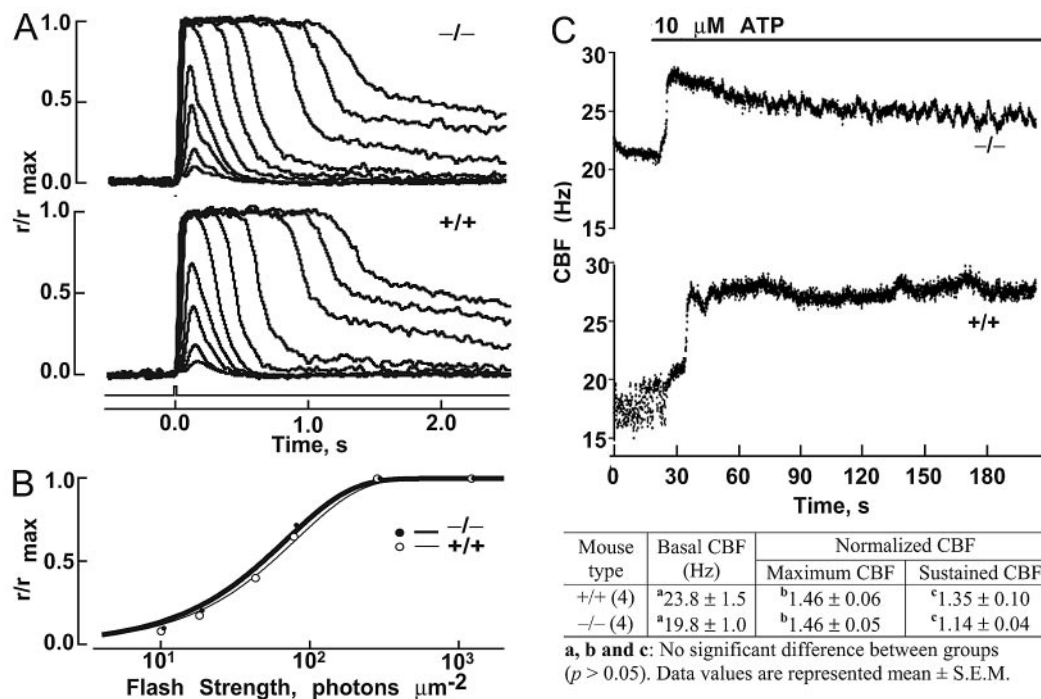 A
1.0
0.5
0.0
r/r max
–/–
1.0
0.5
0.0
r/r max
+/+
0.0 1.0 2.0
Time, s
B
1.0
0.5
0.0
r/r max
–/–
+/+
10¹ 10² 10³
Flash Strength, photons μm⁻²
C
10 μM ATP
30
25
20
15
–/–
CBF (Hz)
30
25
20
15
+/+
0 30 60 90 120 150 180
Time, s
Mouse type Basal CBF (Hz) Normalized CBF
Maximum CBF Sustained CBF
+/+ (4) ᵃ23.8 ± 1.5 ᵇ1.46 ± 0.06 ᶜ1.35 ± 0.10
–/– (4) ᵃ19.8 ± 1.0 ᵇ1.46 ± 0.05 ᶜ1.14 ± 0.04
a, b and c: No significant difference between groups
(p > 0.05). Data values are represented mean ± S.E.M.